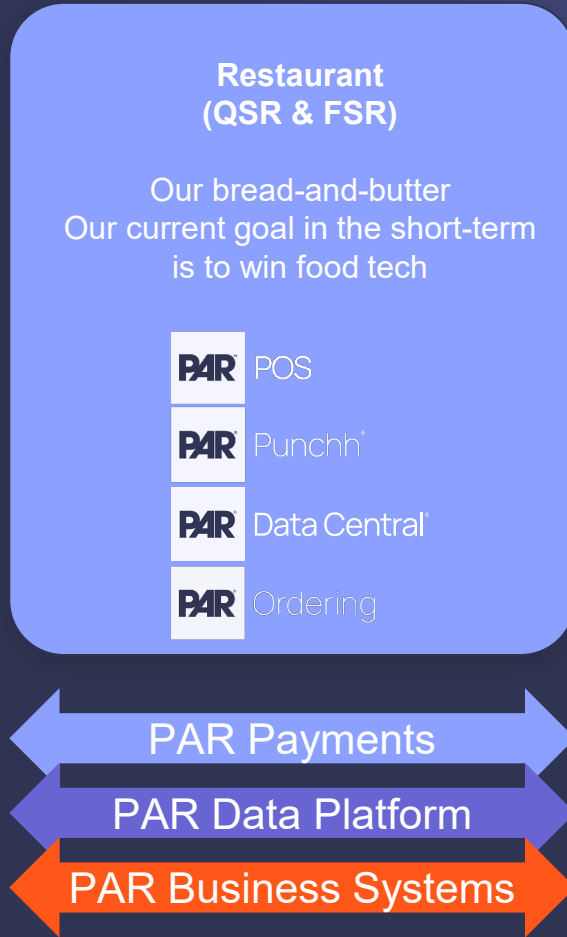 Restaurant
(QSR & FSR)
Our bread-and-butter
Our current goal in the short-term
is to win food tech
PAR POS
PAR Punchh®
PAR Data Central®
PAR Ordering
PAR Payments
PAR Data Platform
PAR Business Systems